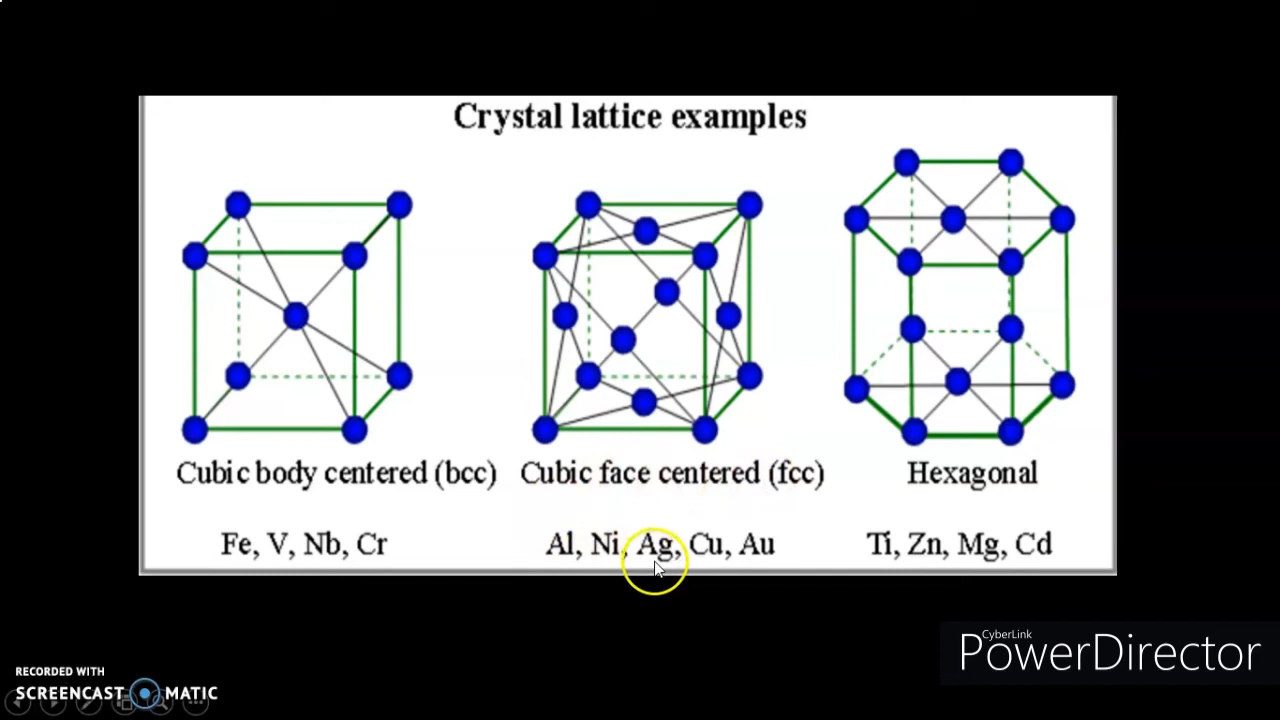 Crystal lattice examples
Cubic body centered (bcc)
Cubic face centered (fcc)
Hexagonal
Fe, V, Nb, Cr
Al, Ni, Ag, Cu, Au
Ti, Zn, Mg, Cd
CyberLink
PowerDirector
RECORDED WITH
SCREENCAST MATIC